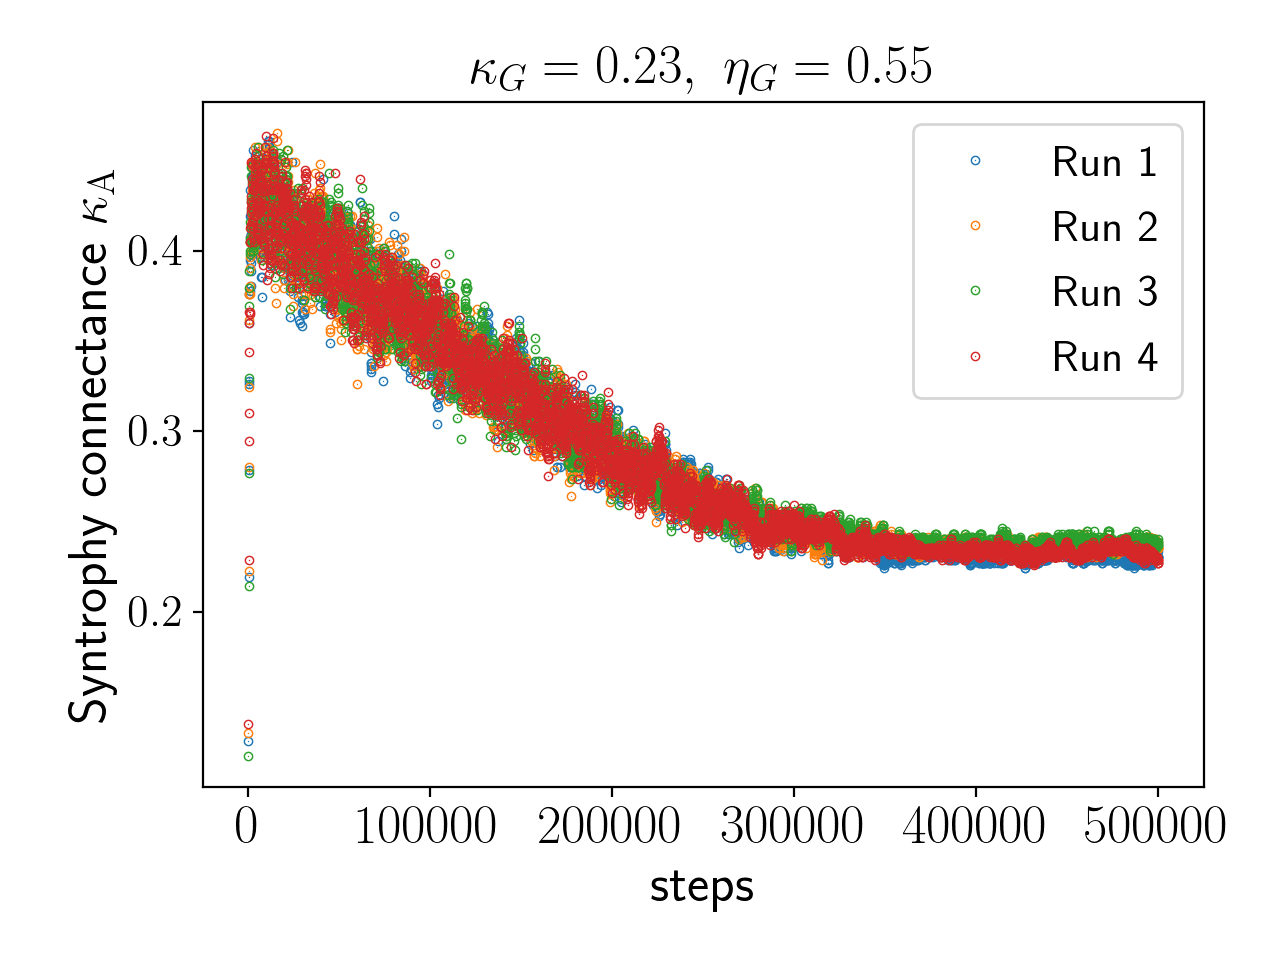 κ_G = 0.23, η_G = 0.55
Syntrophy connectance κ_A
0.4
0.3
0.2
Run 1
Run 2
Run 3
Run 4
0 100000 200000 300000 400000 500000
steps